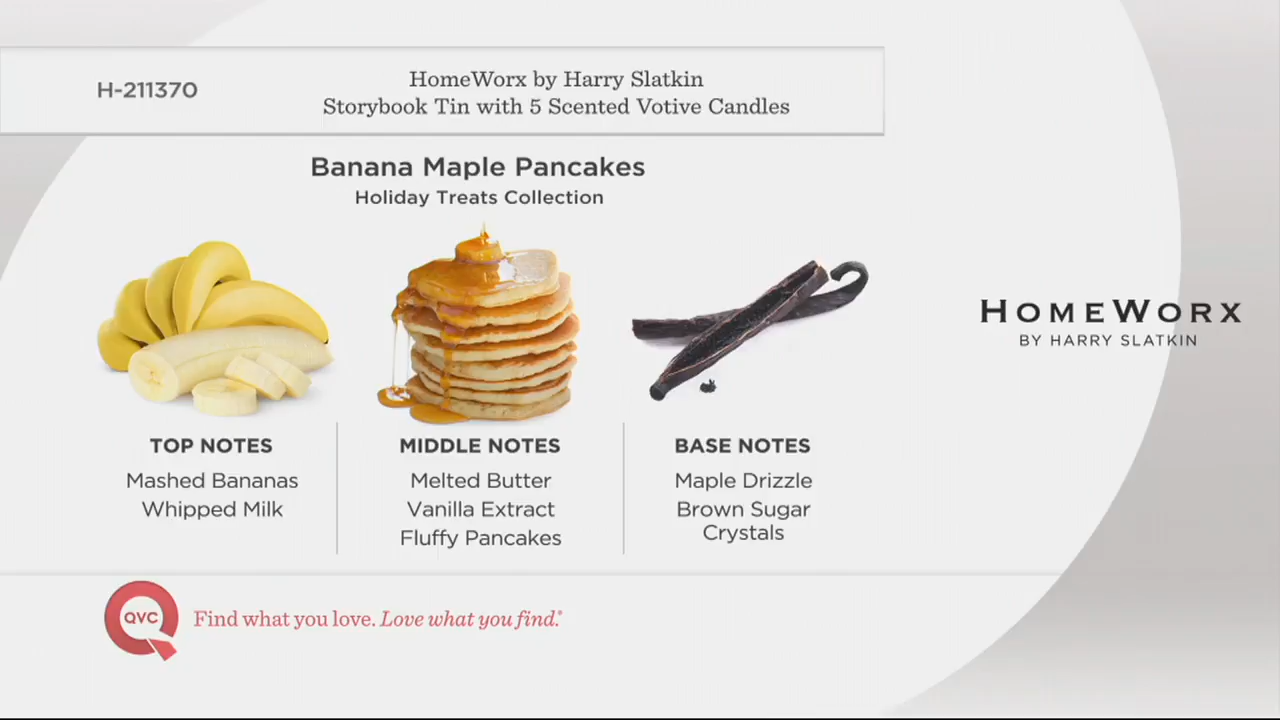 H-211370
HomeWorx by Harry Slatkin
Storybook Tin with 5 Scented Votive Candles
Banana Maple Pancakes
Holiday Treats Collection
TOP NOTES
Mashed Bananas
Whipped Milk
MIDDLE NOTES
Melted Butter
Vanilla Extract
Fluffy Pancakes
BASE NOTES
Maple Drizzle
Brown Sugar
Crystals
HOMEWORX
BY HARRY SLATKIN
QVC
Find what you love. Love what you find.®